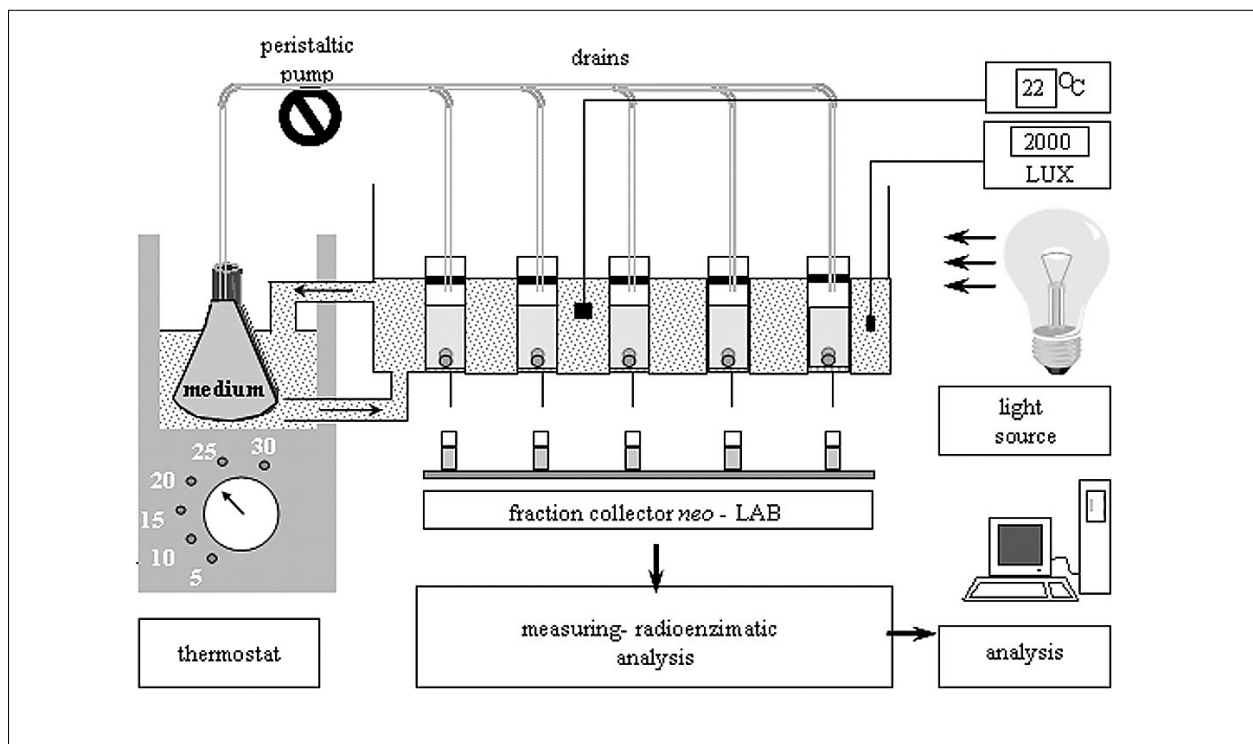 peristaltic
pump
drains
22 OC
2000
LUX
medium
light
source
30
25
20
15
10
5
fraction collector neo - LAB
measuring- radioenzimatic
analysis
thermostat
analysis